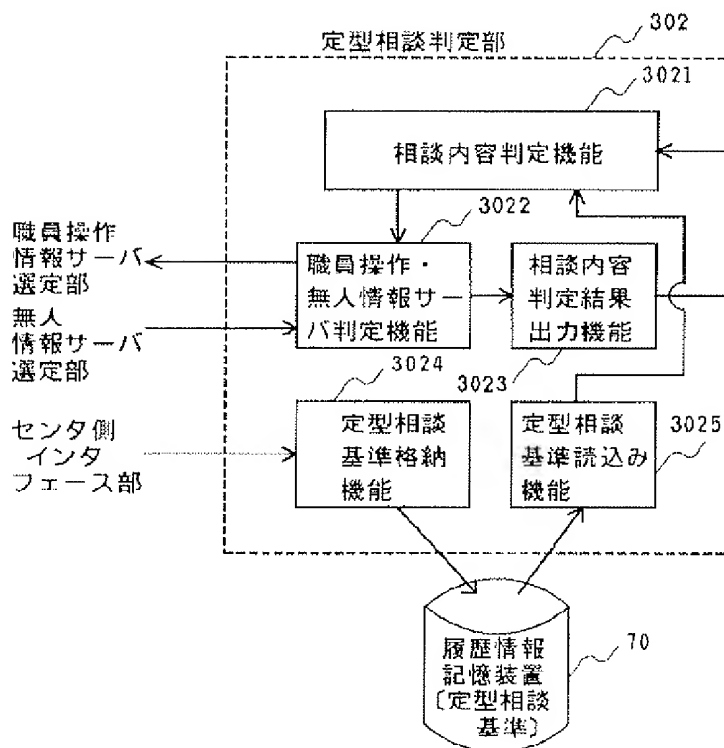 302
定型相談判定部
3021
相談内容判定機能
3022
職員操作
情報サーバ
選定部
無人
情報サーバ
選定部
職員操作・
無人情報サー
バ判定機能
相談内容
判定結果
出力機能
3024
3023
センタ側
インタ
フェース部
定型相談
基準格納
機能
定型相談
基準読込み
機能
3025
履歴情報
記憶装置
〔定型相談
基準〕
70